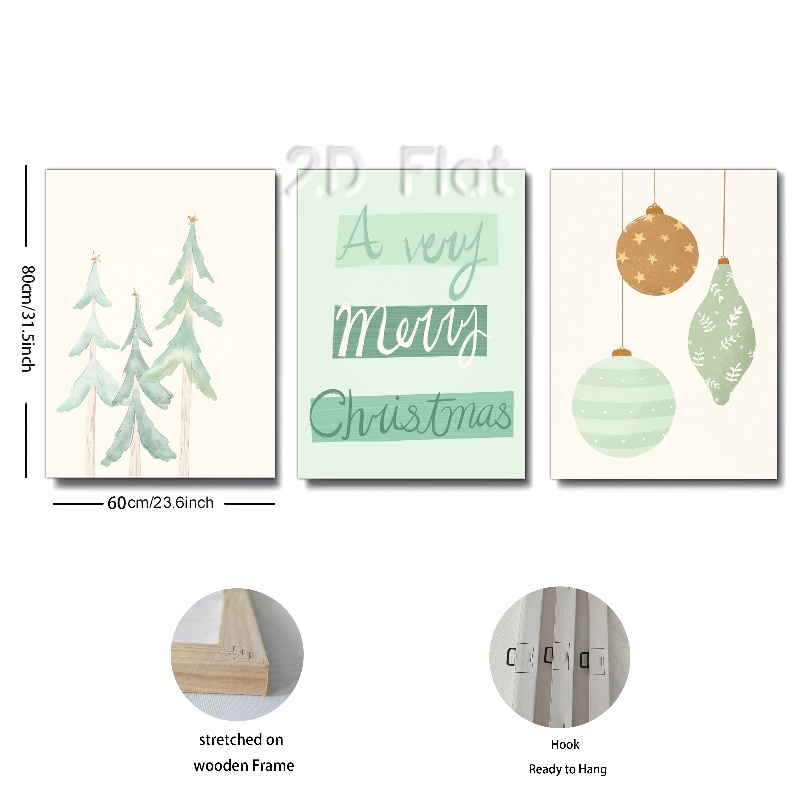 2D Flat
A very
Merry
Christmas
80cm/31.5inch
60cm/23.6inch
stretched on
wooden Frame
Hook
Ready to Hang